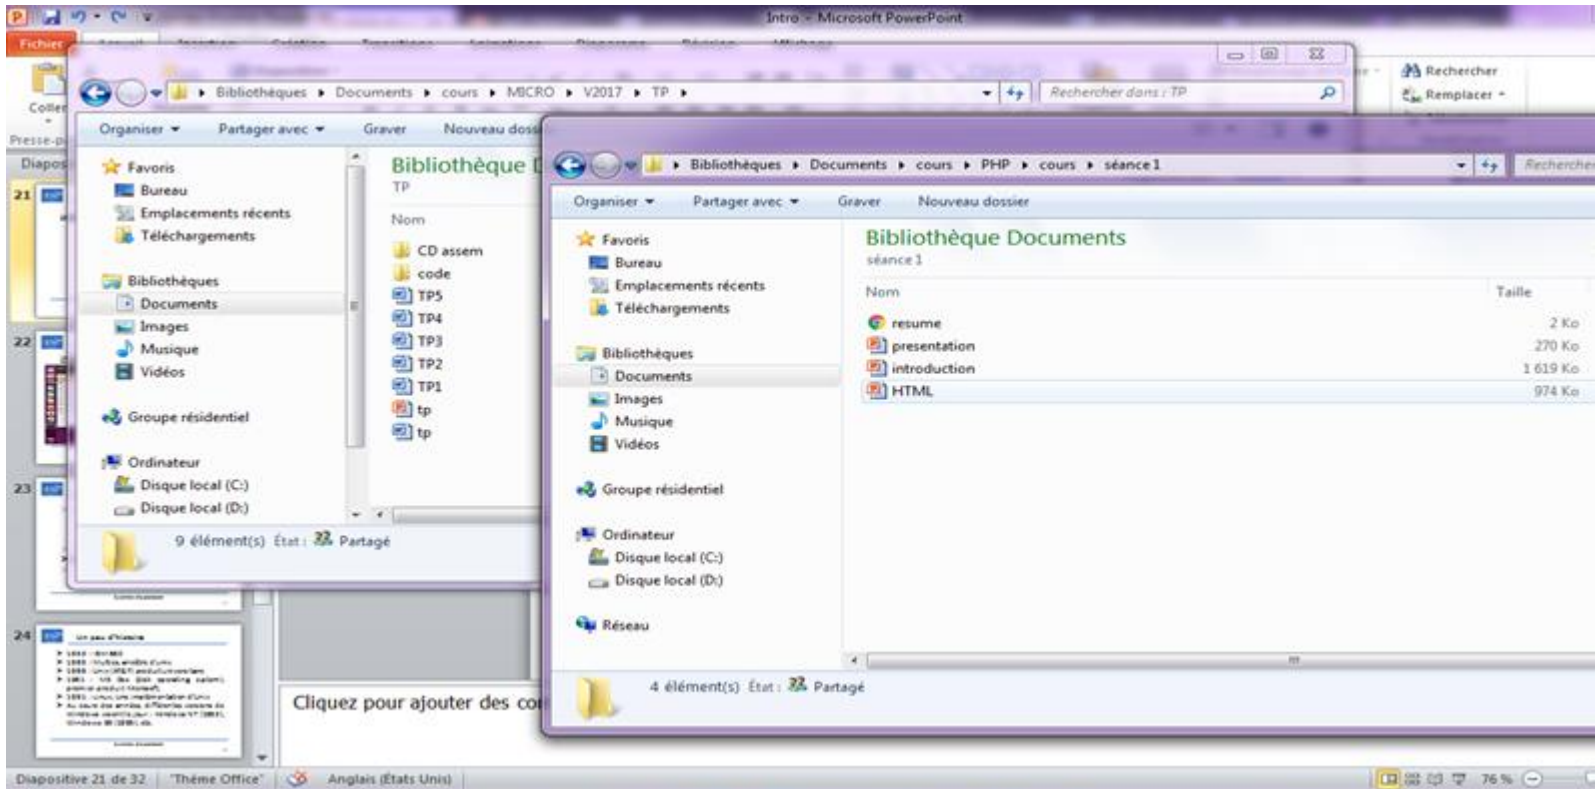 Intro - Microsoft PowerPoint
Fichier
Rechercher
Remplacer
Bibliothèques Documents cours MICRO V2017 TP
Rechercher dans : TP
Organiser Partager avec Graver Nouveau
Favoris
Bureau
Emplacements récents
Téléchargements
Bibliothèques
Documents
Images
Musique
Vidéos
Groupe résidentiel
Ordinateur
Disque local (C:)
Disque local (D:)
Bibliothèque
TP
Nom
CD assem
code
TP5
TP4
TP3
TP2
TP1
tp
tp
9 élément(s) État : Partagé
Bibliothèques Documents cours PHP cours séance 1
Rechercher
Organiser Partager avec Graver Nouveau dossier
Favoris
Bureau
Emplacements récents
Téléchargements
Bibliothèques
Documents
Images
Musique
Vidéos
Groupe résidentiel
Ordinateur
Disque local (C:)
Disque local (D:)
Réseau
Bibliothèque Documents
séance 1
Nom Taille
resume 2 Ko
presentation 270 Ko
introduction 1 619 Ko
HTML 974 Ko
4 élément(s) État : Partagé
21
22
23
24
Un peu d'histoire
Cliquez pour ajouter des
Diapositive 21 de 32 "Thème Office" Anglais (États Unis) 76 %